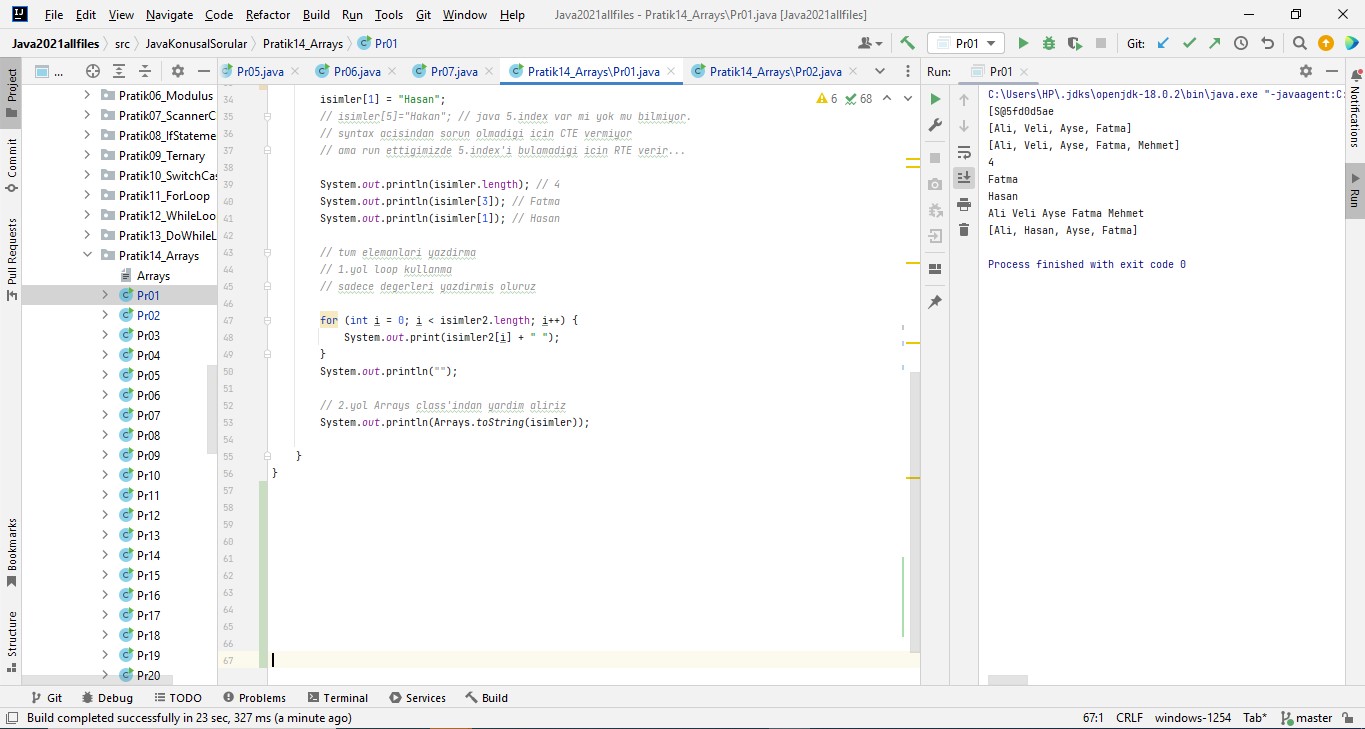 File Edit View Navigate Code Refactor Build Run Tools Git Window Help Java2021allfiles - Pratik14_Arrays\Pr01.java [Java2021allfiles]
Java2021allfiles src JavaKonusalSorular Pratik14_Arrays Pr01 Pr01 Git:
Project
Commit
Pull Requests
Bookmarks
Structure
...
Pratik06_Modulus
Pratik07_ScannerC
Pratik08_IfStateme
Pratik09_Ternary
Pratik10_SwitchCas
Pratik11_ForLoop
Pratik12_WhileLoo
Pratik13_DoWhileL
Pratik14_Arrays
Arrays
Pr01
Pr02
Pr03
Pr04
Pr05
Pr06
Pr07
Pr08
Pr09
Pr10
Pr11
Pr12
Pr13
Pr14
Pr15
Pr16
Pr17
Pr18
Pr19
Pr20
Pr05.java Pr06.java Pr07.java Pratik14_Arrays\Pr01.java Pratik14_Arrays\Pr02.java
6 68
34 isimler[1] = "Hasan";
35 // isimler[5]="Hakan"; // java 5.index var mi yok mu bilmiyor.
36 // syntax acisindan sorun olmadigi icin CTE vermiyor
37 // ama run ettigimizde 5.index'i bulamadigi icin RTE verir...
38
39 System.out.println(isimler.length); // 4
40 System.out.println(isimler[3]); // Fatma
41 System.out.println(isimler[1]); // Hasan
42
43 // tum elemanlari yazdirma
44 // 1.yol loop kullanma
45 // sadece degerleri yazdirmis oluruz
46
47 for (int i = 0; i < isimler2.length; i++) {
48 System.out.print(isimler2[i] + " ");
49 }
50 System.out.println("");
51
52 // 2.yol Arrays class'indan yardim aliriz
53 System.out.println(Arrays.toString(isimler));
54
55 }
56 }
57
58
59
60
61
62
63
64
65
66
67
Run: Pr01
C:\Users\HP\.jdks\openjdk-18.0.2\bin\java.exe "-javaagent:C:
[S@5fd0d5ae
[Ali, Veli, Ayse, Fatma]
[Ali, Veli, Ayse, Fatma, Mehmet]
4
Fatma
Hasan
Ali Veli Ayse Fatma Mehmet
[Ali, Hasan, Ayse, Fatma]
Process finished with exit code 0
Notifications
Run
Git Debug TODO Problems Terminal Services Build
Build completed successfully in 23 sec, 327 ms (a minute ago) 67:1 CRLF windows-1254 Tab* master